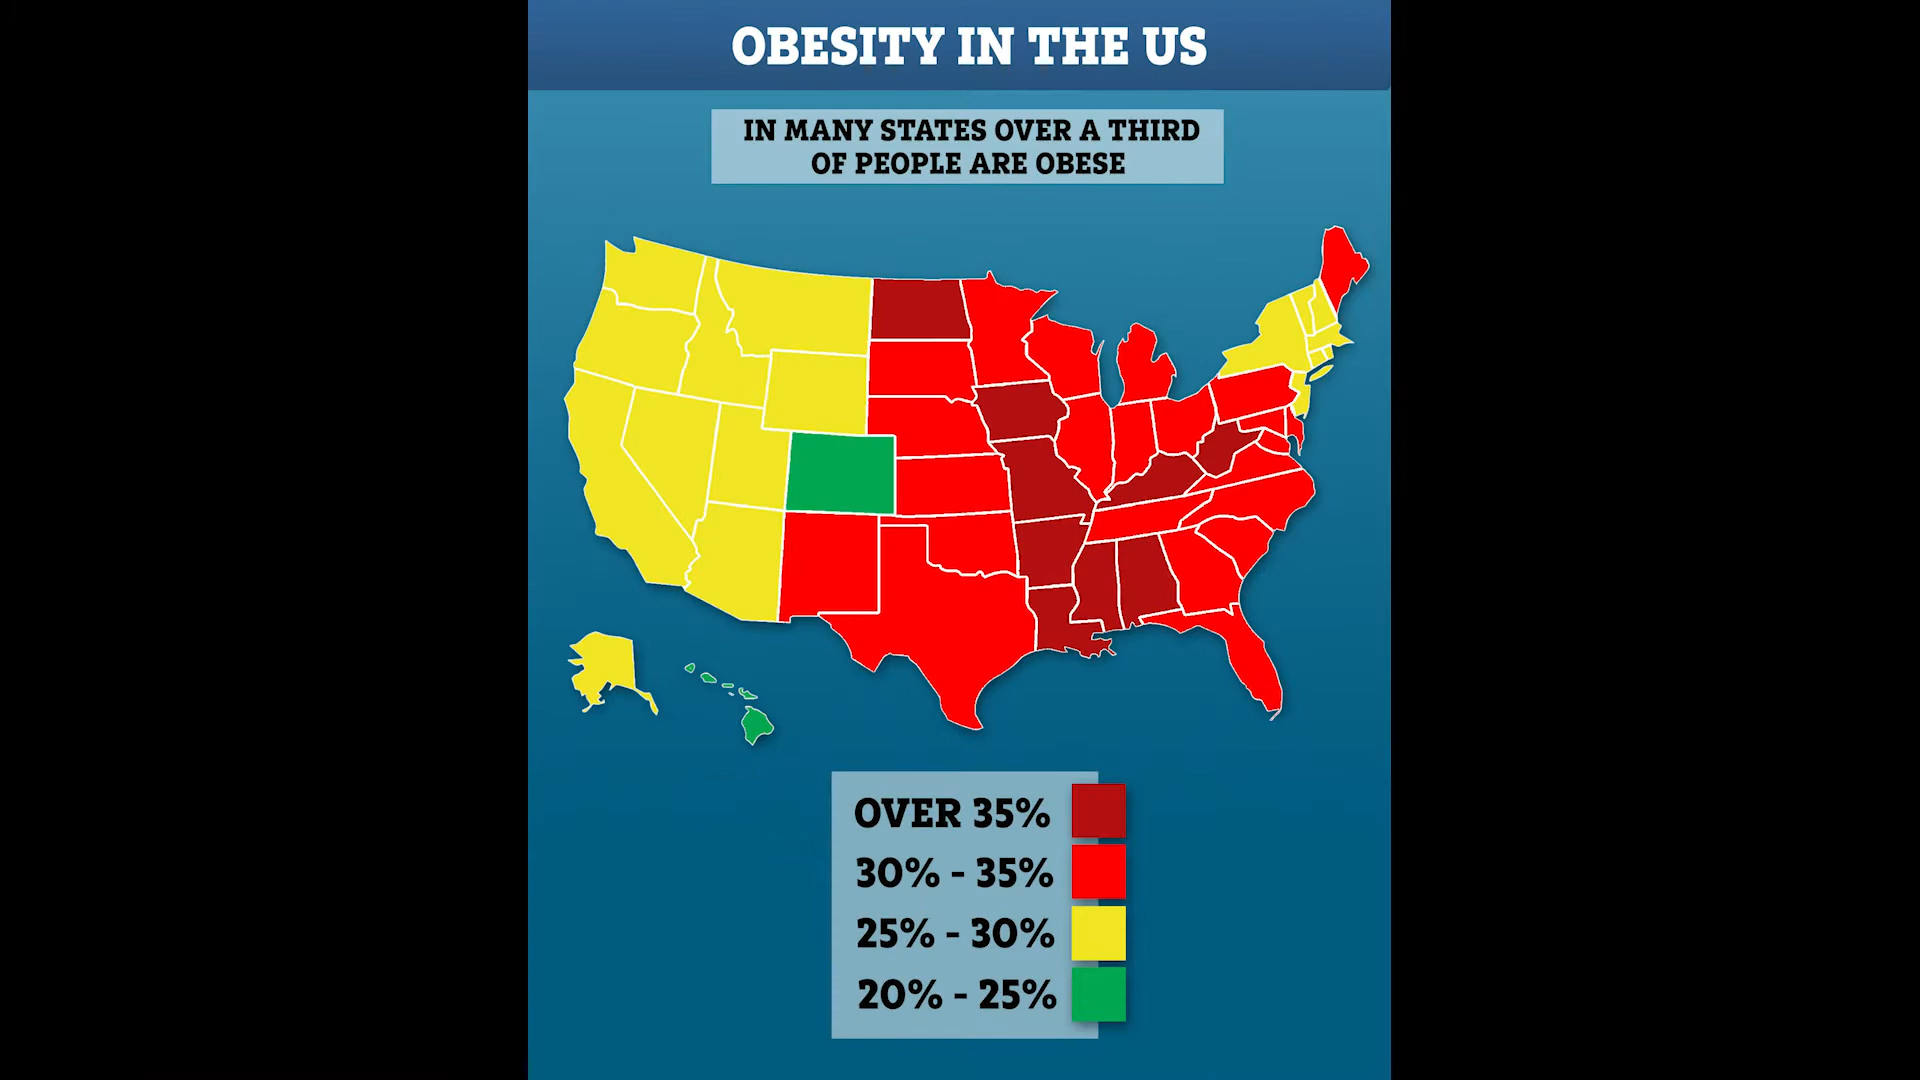 OBESITY IN THE US
IN MANY STATES OVER A THIRD
OF PEOPLE ARE OBESE
OVER 35%
30% - 35%
25% - 30%
20% - 25%